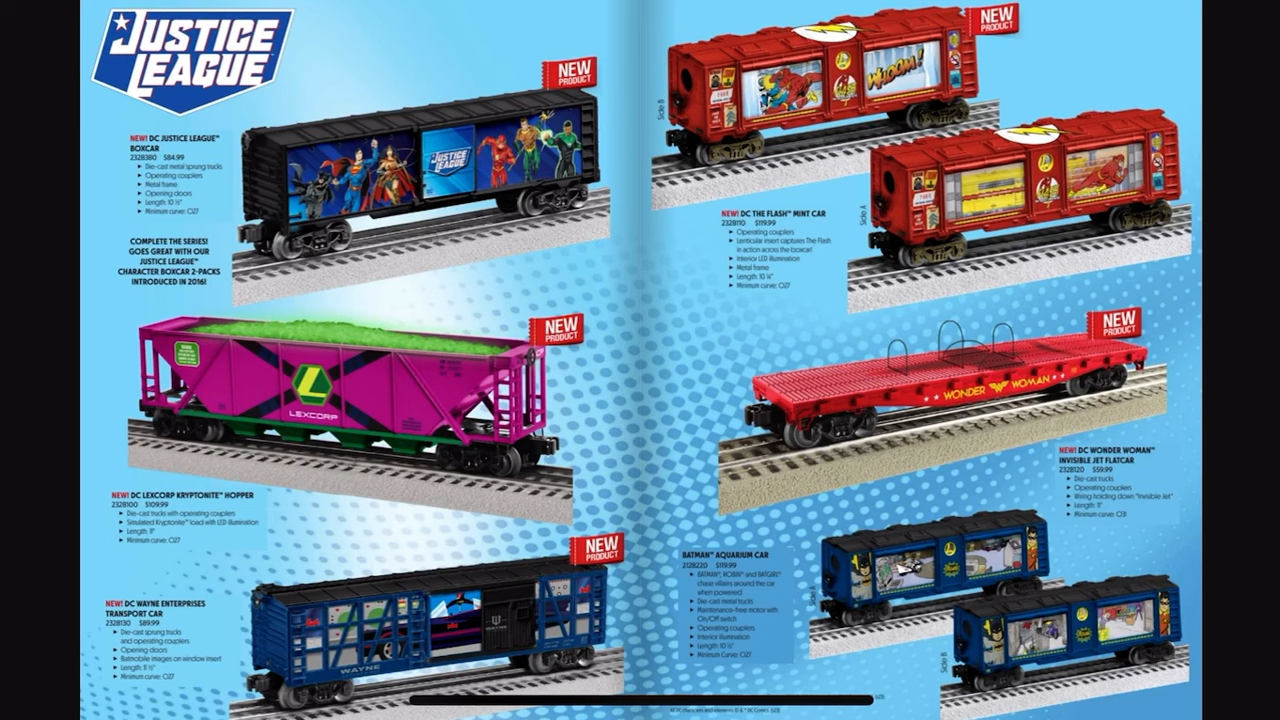 JUSTICE
LEAGUE
NEW
PRODUCT
NEW! DC JUSTICE LEAGUE™
BOXCAR
2328380 $84.99
► Die-cast metal sprung trucks
► Operating couplers
► Metal frame
► Opening doors
► Length: 10 ½"
► Minimum curve: O27
COMPLETE THE SERIES!
GOES GREAT WITH OUR
JUSTICE LEAGUE™
CHARACTER BOXCAR 2-PACKS
INTRODUCED IN 2016!
JUSTICE
LEAGUE
NEW
PRODUCT
L
LEXCORP
NEW! DC LEXCORP KRYPTONITE™ HOPPER
2328100 $109.99
► Die-cast trucks with operating couplers
► Simulated Kryptonite™ load with LED illumination
► Length: 11"
► Minimum curve: O27
NEW
PRODUCT
NEW! DC WAYNE ENTERPRISES
TRANSPORT CAR
2328130 $89.99
► Die-cast sprung trucks
and operating couplers
► Opening doors
► Batmobile images on window insert
► Length: 11 ½"
► Minimum curve: O27
WAYNE
NEW
PRODUCT
Side B
WHOOM!
Side A
NEW! DC THE FLASH™ MINT CAR
2328110 $119.99
► Operating couplers
► Lenticular insert captures The Flash
in action across the boxcar!
► Interior LED illumination
► Metal frame
► Length: 10 ¼"
► Minimum curve: O27
NEW
PRODUCT
WONDER WOMAN
NEW! DC WONDER WOMAN™
INVISIBLE JET FLATCAR
2328120 $59.99
► Die-cast trucks
► Operating couplers
► Wiring holding down "Invisible Jet"
► Length: 11"
► Minimum curve: O31
BATMAN™ AQUARIUM CAR
2128220 $119.99
► BATMAN, ROBIN™ and BATGIRL™
chase villains around the car
when powered!
► Die-cast metal trucks
► Maintenance-free motor with
On/Off switch
► Operating couplers
► Interior illumination
► Length: 10 ½"
► Minimum Curve: O27
Side B